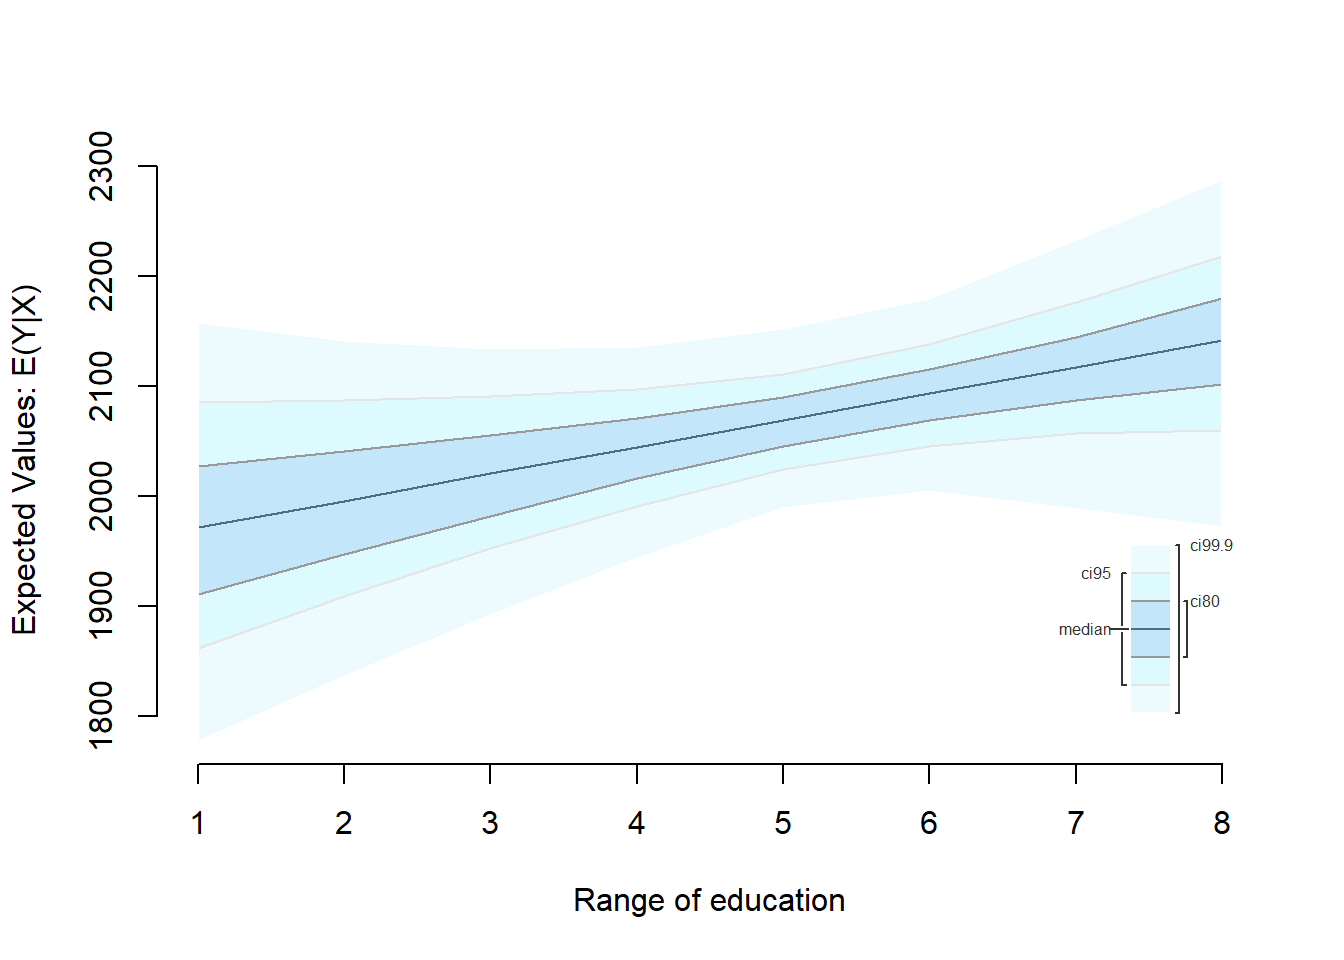 Expected Values: E(Y|X)
2300
2200
2100
2000
1900
1800
ci99.9
ci95
ci80
median
1 2 3 4 5 6 7 8
Range of education